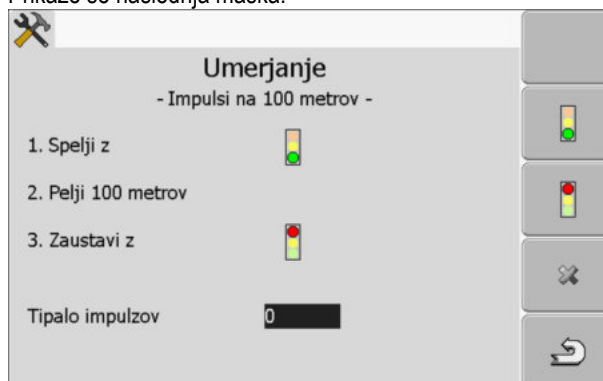 Prikaže se naslednja maska:
Umerjanje
- Impulsi na 100 metrov -
1. Spelji z
2. Pelji 100 metrov
3. Zaustavi z
Tipalo impulzov 0